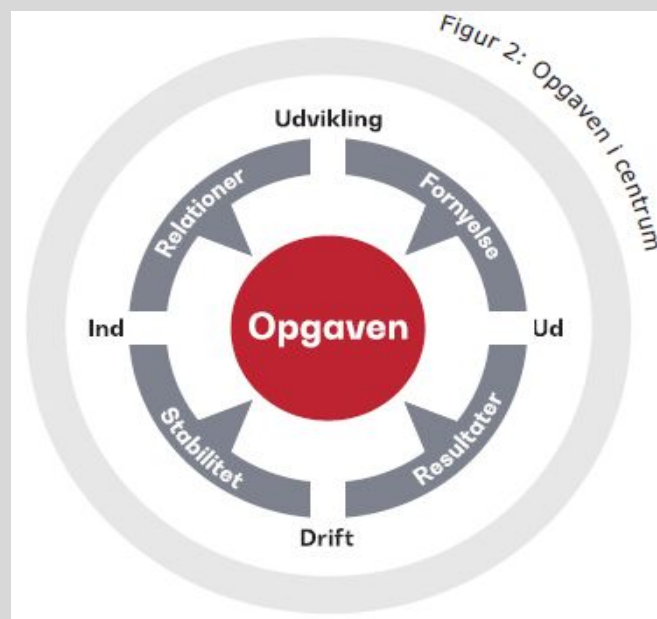 Figur 2: Opgaven i centrum
Udvikling
Relationer
Fornyelse
Ind
Opgaven
Ud
Stabilitet
Resultater
Drift